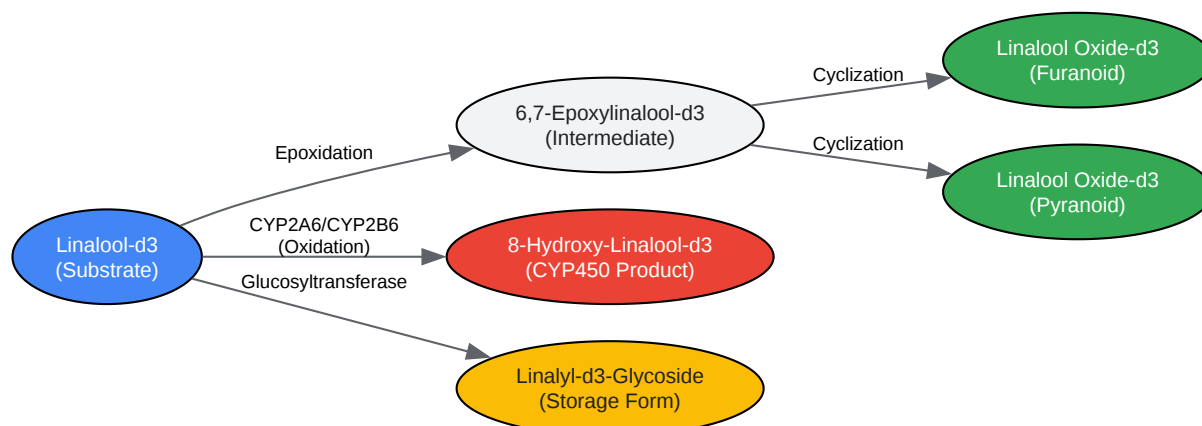 Linalool Oxide-d3
(Furanoid)
Cyclization
6,7-Epoxylinalool-d3
(Intermediate)
Epoxidation
Cyclization
Linalool Oxide-d3
(Pyranoid)
Linalool-d3
(Substrate)
CYP2A6/CYP2B6
(Oxidation)
8-Hydroxy-Linalool-d3
(CYP450 Product)
Glucosyltransferase
Linalyl-d3-Glycoside
(Storage Form)